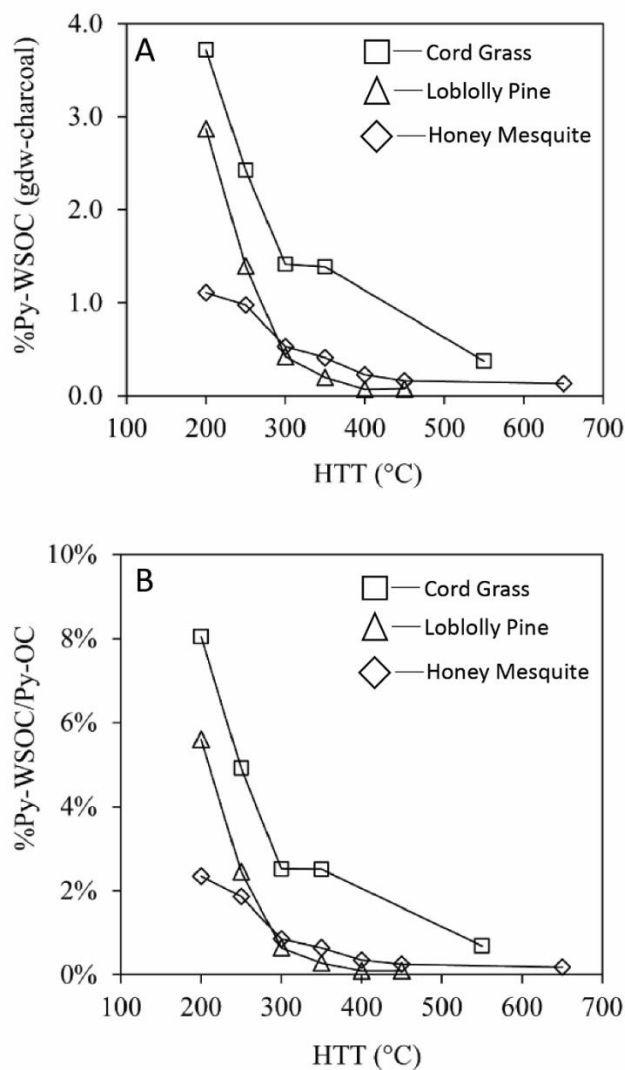 4.0
A
Cord Grass
3.0
Loblolly Pine
Honey Mesquite
2.0
1.0
0.0
%Py-WSOC (gdw-charcoal)
100 200 300 400 500 600 700
HTT (°C)
10%
B
Cord Grass
8%
Loblolly Pine
Honey Mesquite
6%
4%
2%
0%
%Py-WSOC/Py-OC
100 200 300 400 500 600 700
HTT (°C)